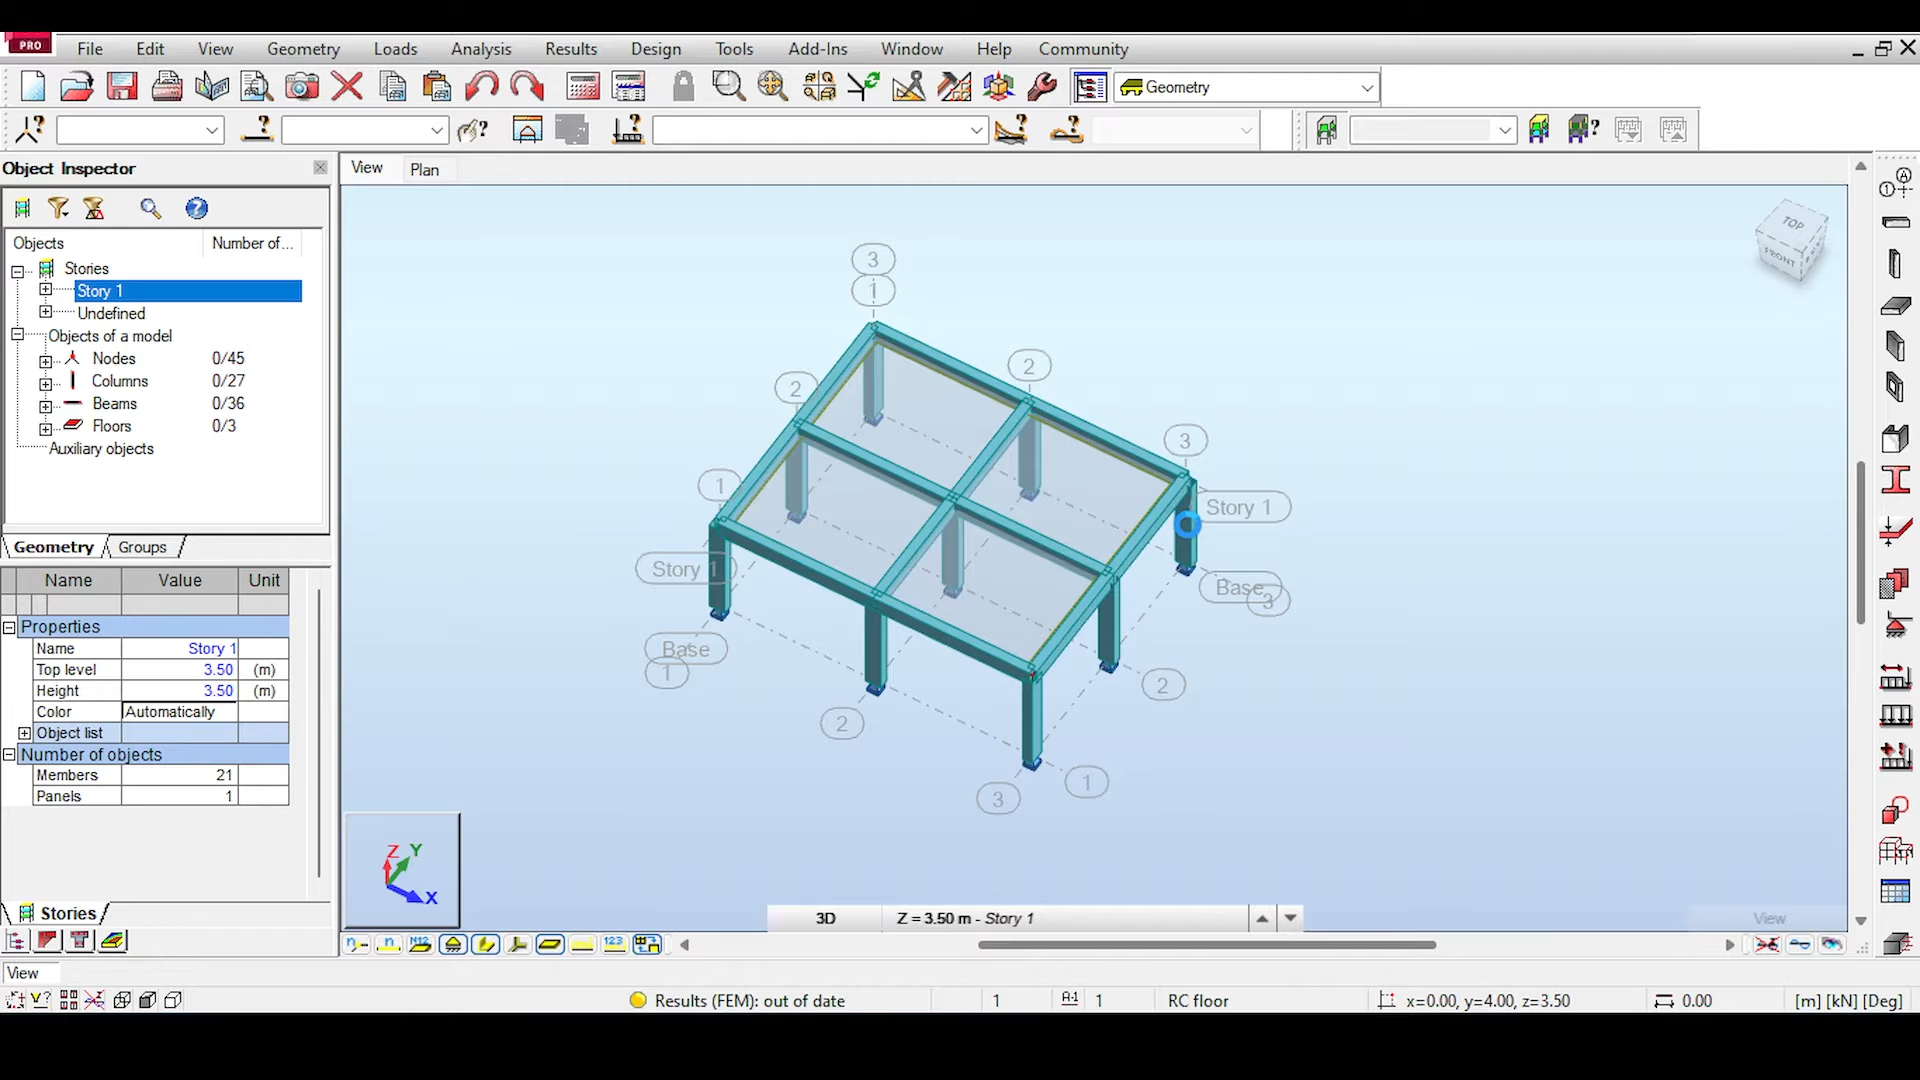 PRO
File Edit View Geometry Loads Analysis Results Design Tools Add-Ins Window Help Community
Geometry
Object Inspector
View Plan
Objects Number of...
Stories
Story 1
Undefined
Objects of a model
Nodes 0/45
Columns 0/27
Beams 0/36
Floors 0/3
Auxiliary objects
Geometry Groups
Name Value Unit
Properties
Name Story 1
Top level 3.50 (m)
Height 3.50 (m)
Color Automatically
Object list
Number of objects
Members 21
Panels 1
Stories
TOP
FRONT
3
1
2
2
3
1
Story 1
Story 1
Base
3
Base
1
2
2
1
3
Z Y
X
3D Z = 3.50 m - Story 1
View
View
Results (FEM): out of date 1 1 RC floor x=0.00, y=4.00, z=3.50 0.00 [m] [kN] [Deg]